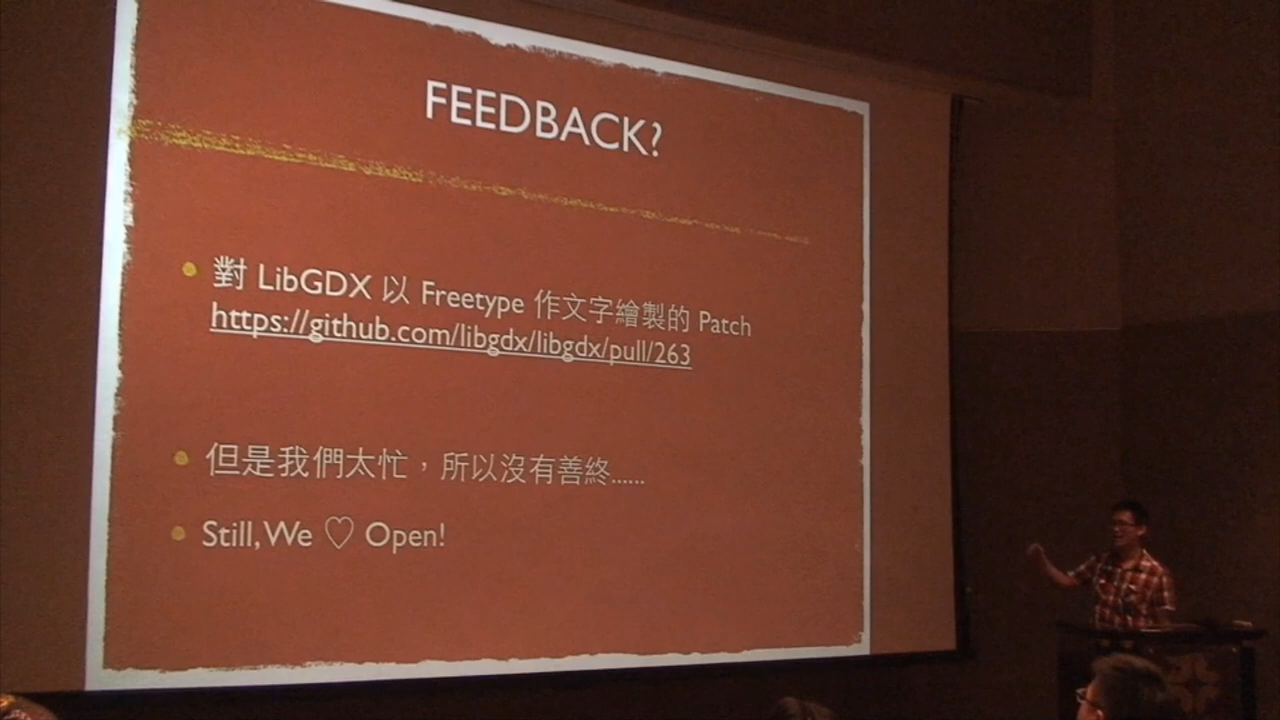 FEEDBACK?
對 LibGDX 以 Freetype 作文字繪製的 Patch
https://github.com/libgdx/libgdx/pull/263
但是我們太忙，所以沒有善終......
Still, We ♡ Open!